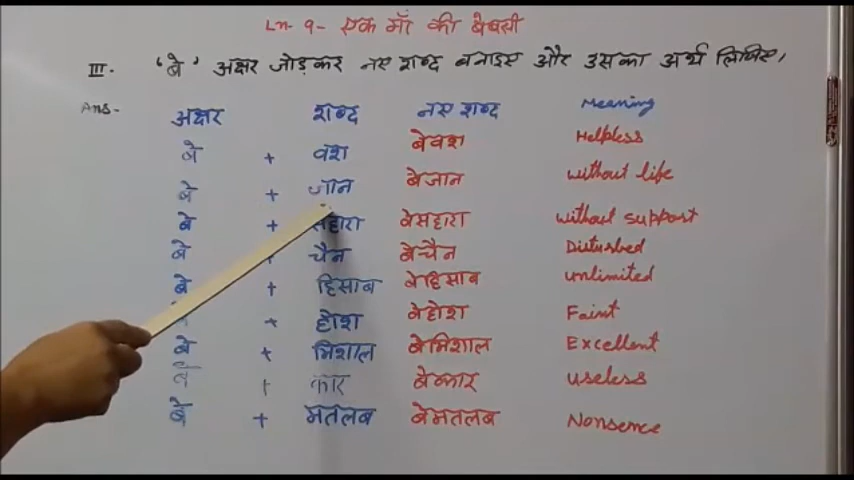 Ln- 9- एक माँ की बेबसी
III. 'बे' अक्षर जोड़कर नए शब्द बनाइए और उसका अर्थ लिखिए,
Ans- अक्षर शब्द नए शब्द Meaning
बे + वश बेवश Helpless
बे + जान बेजान without life
बे + सहारा बेसहारा without support
बे + चैन बेचैन Disturbed
बे + हिसाब बेहिसाब unlimited
+ होश बेहोश Faint
बे + मिशाल बेमिशाल Excellent
बे + कार बेकार useless
बे + मतलब बेमतलब Nonsence